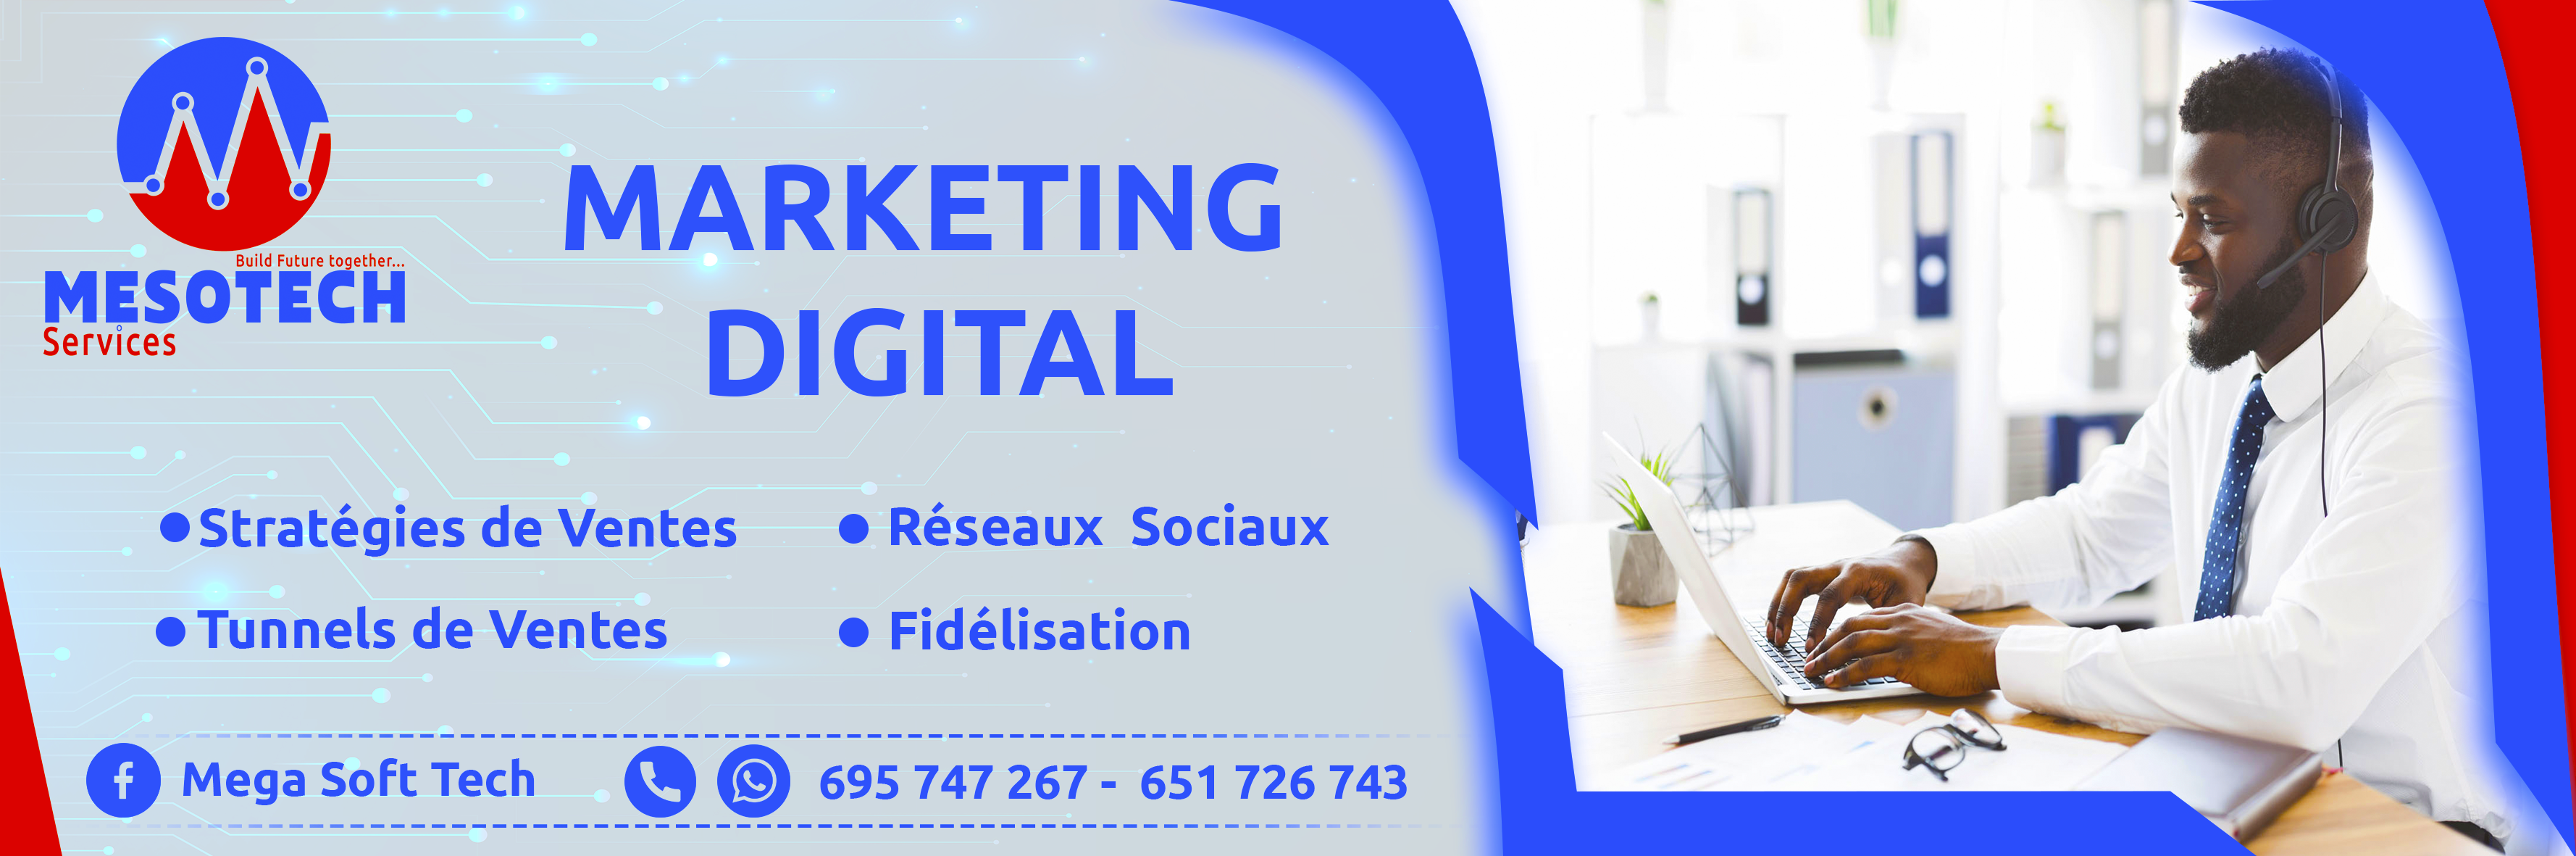 Build Future together...
MESOTECH
Services
MARKETING
DIGITAL
Stratégies de Ventes
Réseaux Sociaux
Tunnels de Ventes
Fidélisation
Mega Soft Tech
695 747 267 - 651 726 743